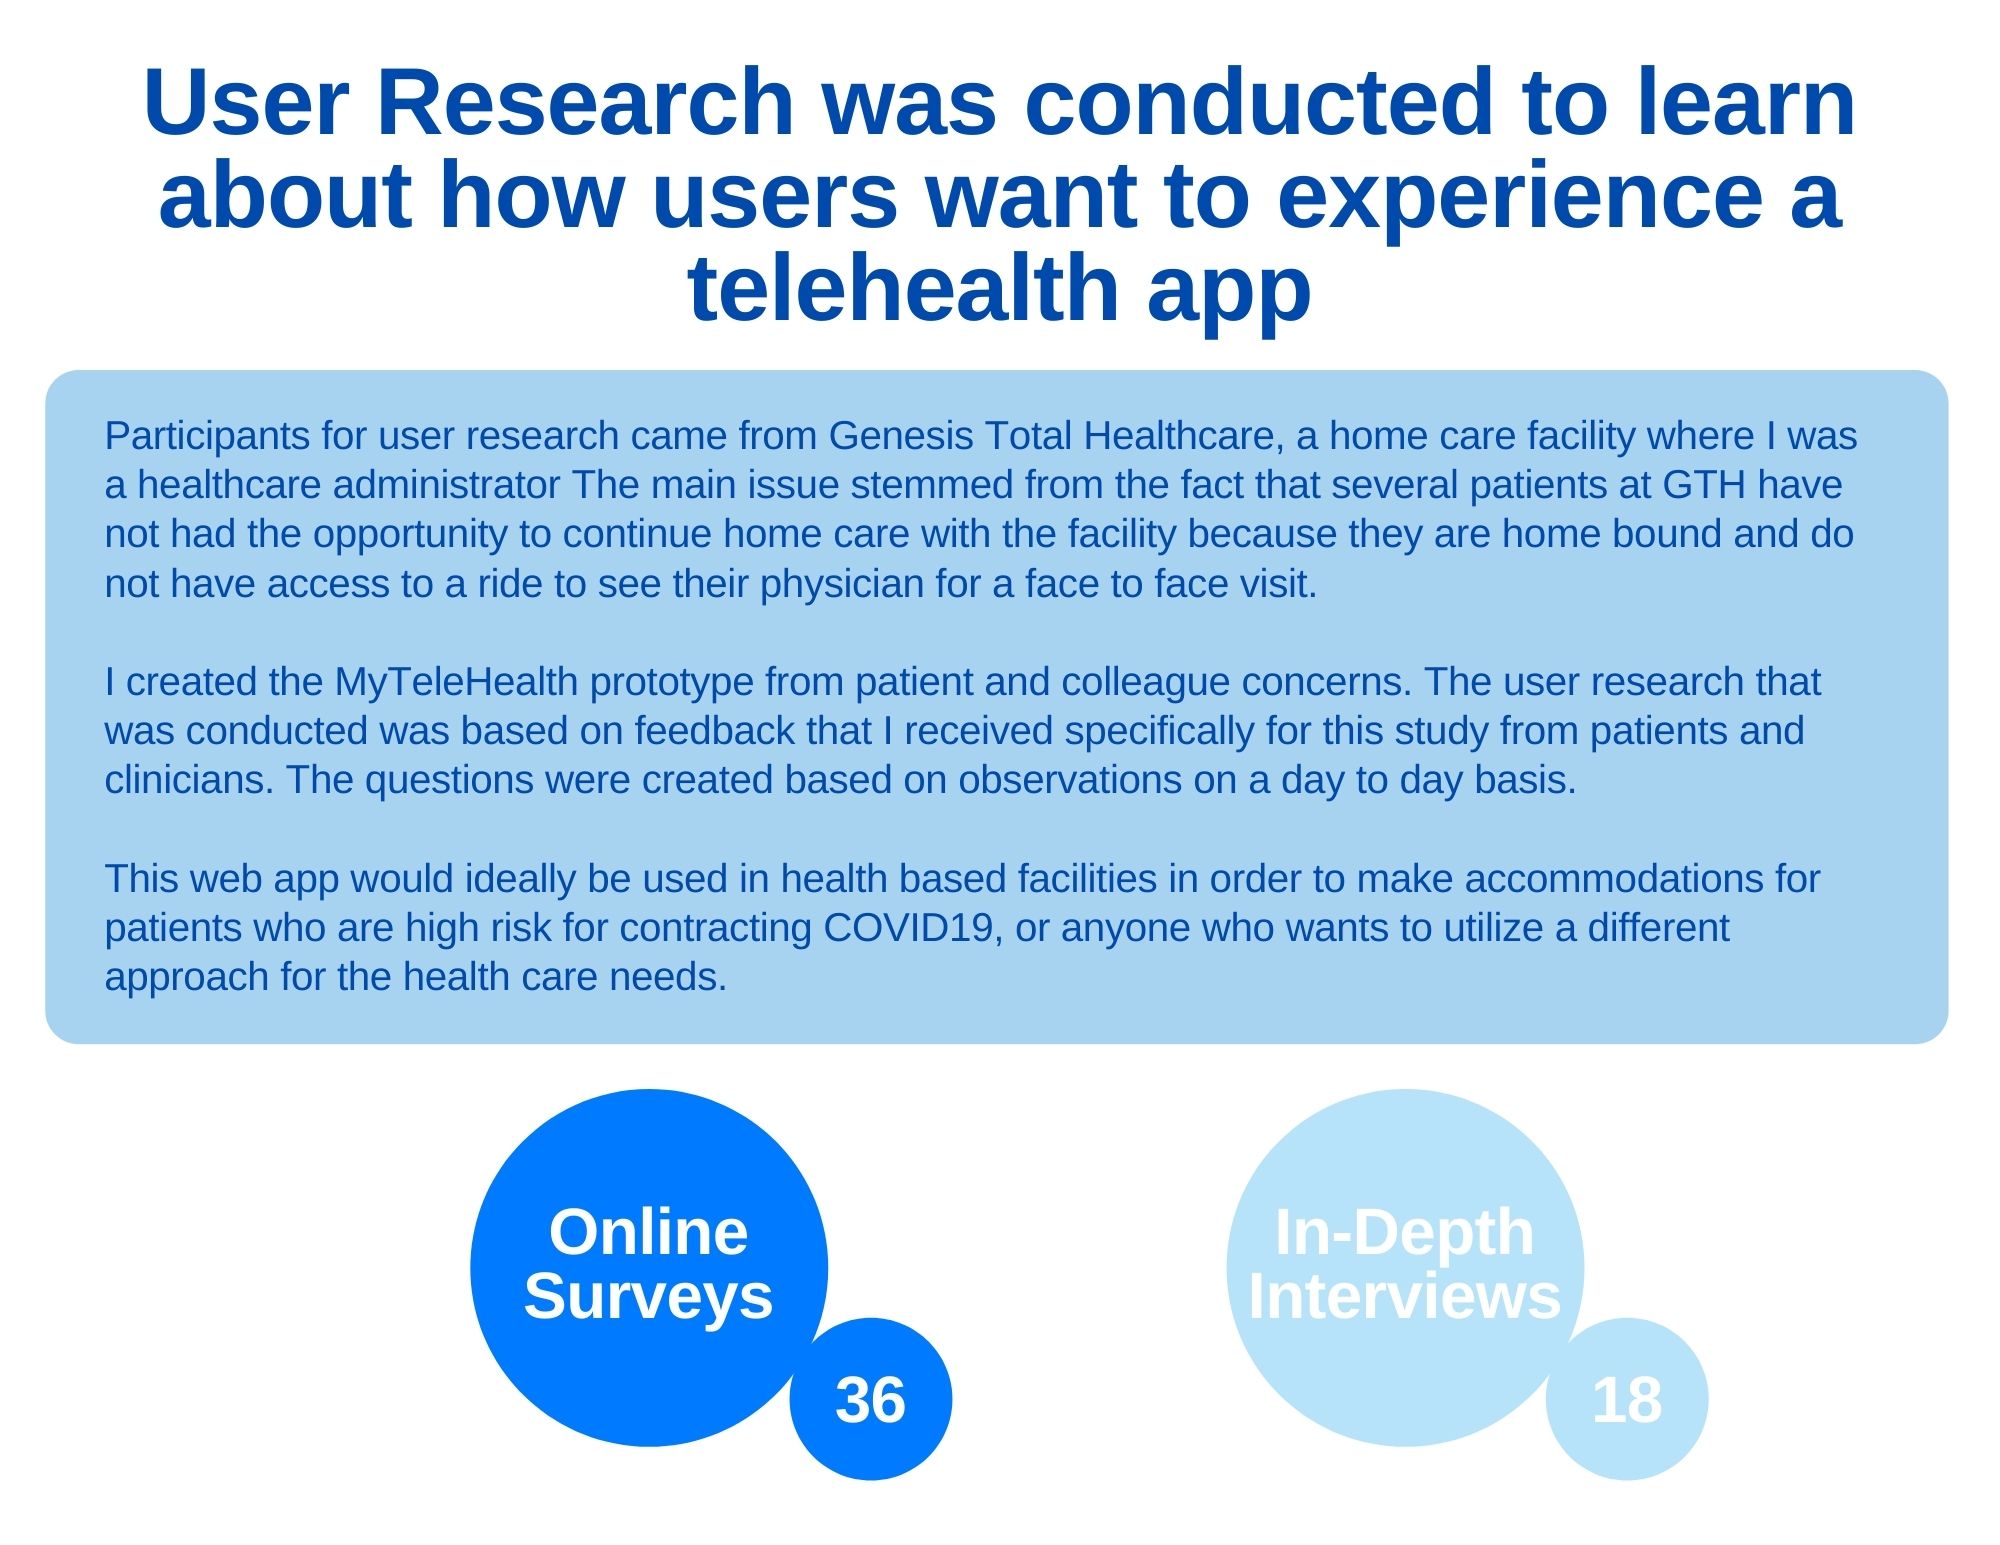 User Research was conducted to learn
about how users want to experience a
telehealth app
Participants for user research came from Genesis Total Healthcare, a home care facility where I was
a healthcare administrator The main issue stemmed from the fact that several patients at GTH have
not had the opportunity to continue home care with the facility because they are home bound and do
not have access to a ride to see their physician for a face to face visit.
I created the MyTeleHealth prototype from patient and colleague concerns. The user research that
was conducted was based on feedback that I received specifically for this study from patients and
clinicians. The questions were created based on observations on a day to day basis.
This web app would ideally be used in health based facilities in order to make accommodations for
patients who are high risk for contracting COVID19, or anyone who wants to utilize a different
approach for the health care needs.
Online
Surveys
36
In-Depth
Interviews
18